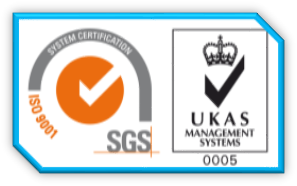 SYSTEM CERTIFICATION
ISO 9001
SGS
UKAS
MANAGEMENT
SYSTEMS
0005